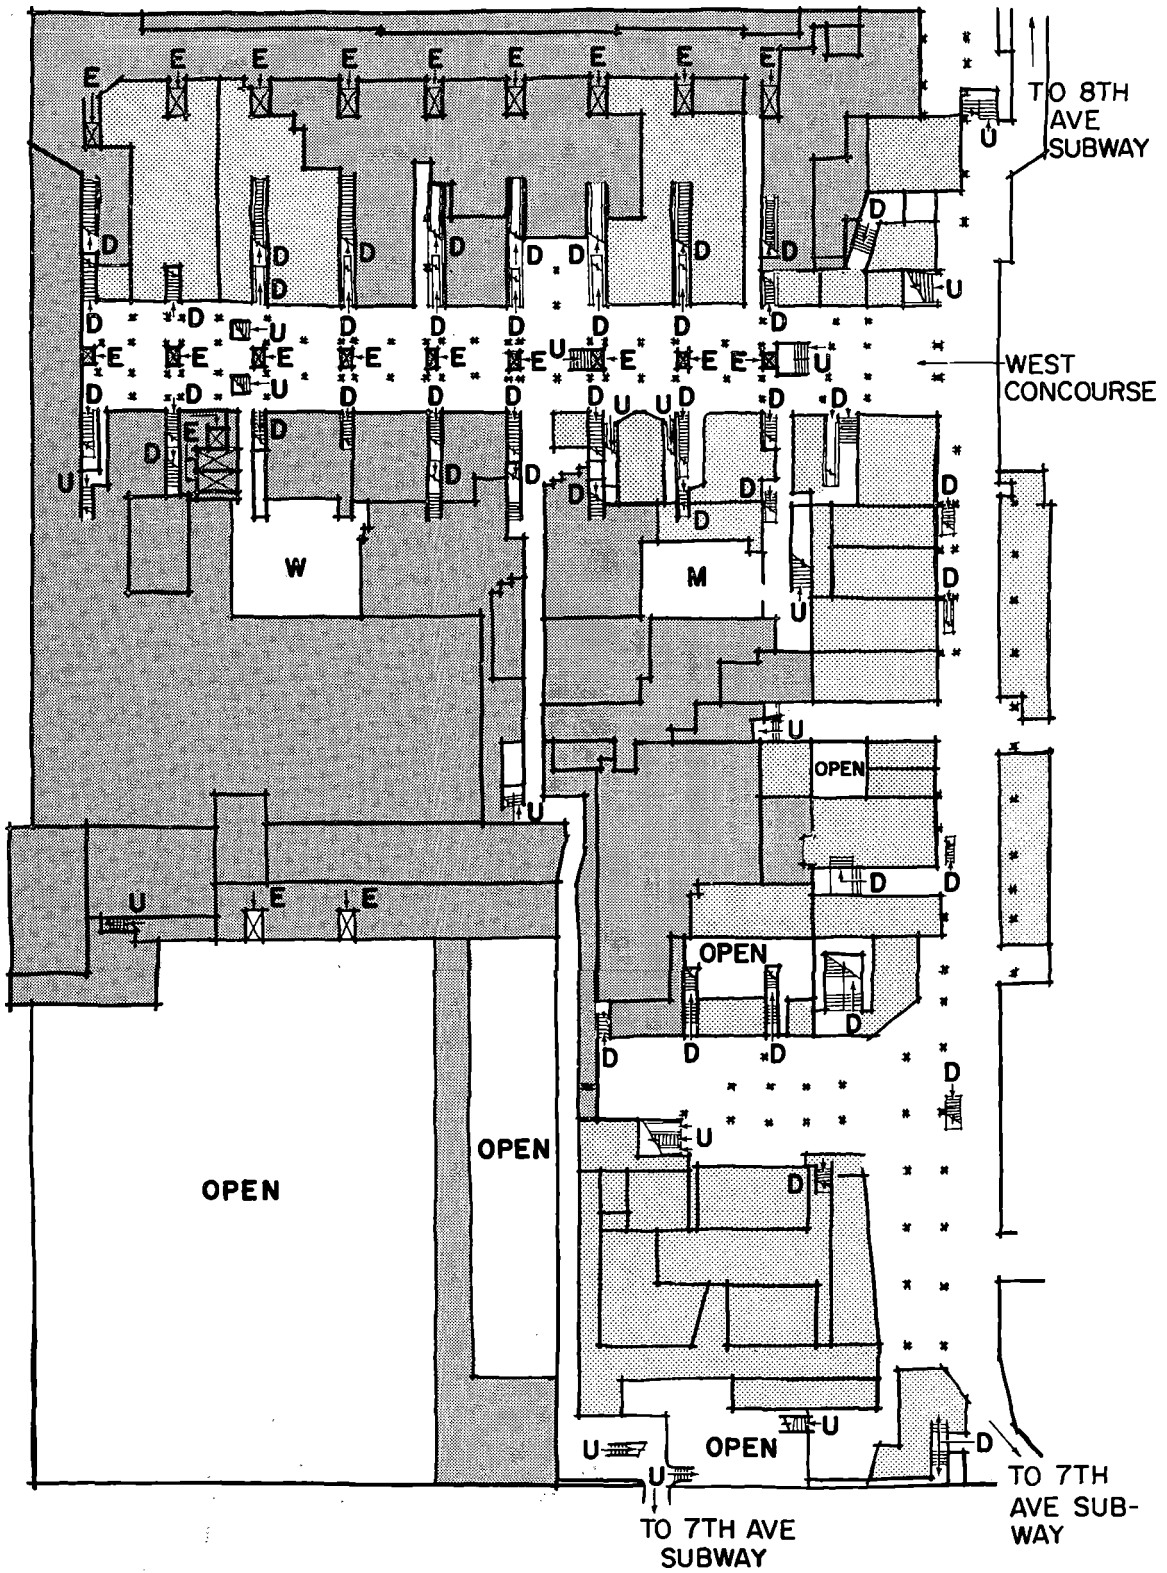 E E E E E E E E
E
TO 8TH
AVE
SUBWAY
U
D
D D D D D D D D
D U
D D U D D D D D D
E E E E E U E E E E U
WEST
CONCOURSE
U
D D D D D D U U D D D
E D
D U D D D D D
D
W M D
U
U
OPEN
U
D D
U E E
OPEN
D
D D D
D
U
OPEN
D
OPEN
U
U OPEN D
U
TO 7TH
AVE SUB-
WAY
TO 7TH AVE
SUBWAY